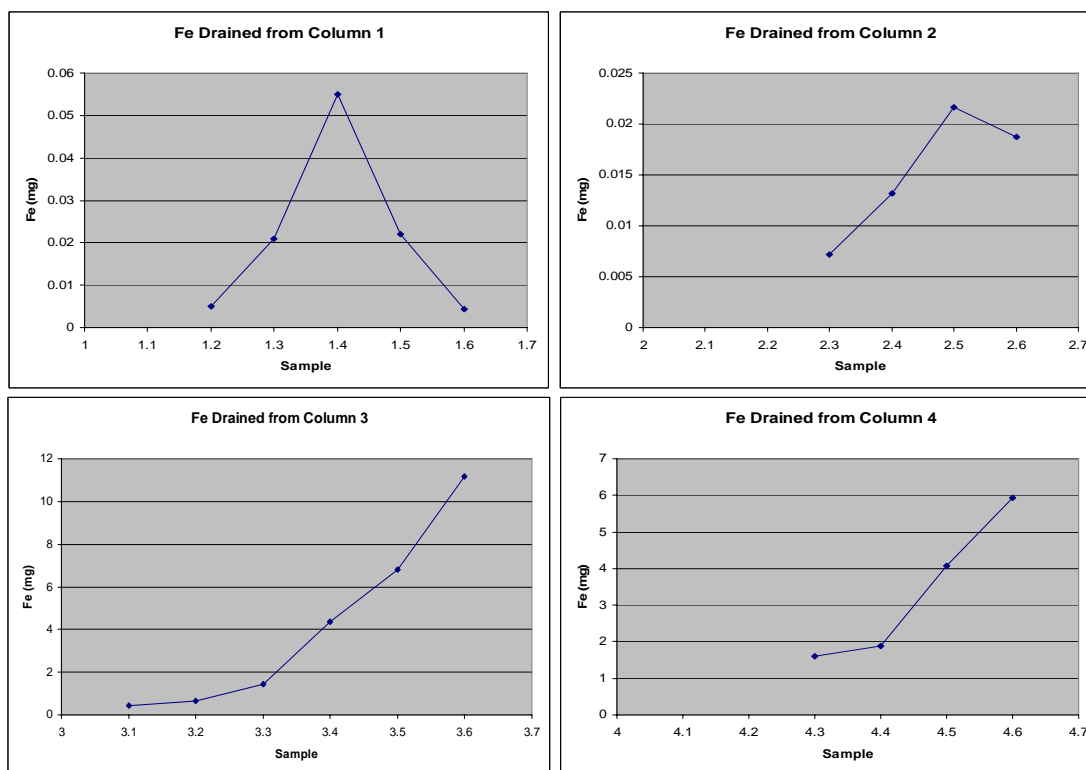 Fe Drained from Column 1
Fe (mg)
0.06
0.05
0.04
0.03
0.02
0.01
0
1 1.1 1.2 1.3 1.4 1.5 1.6 1.7
Sample
Fe Drained from Column 2
Fe (mg)
0.025
0.02
0.015
0.01
0.005
0
2 2.1 2.2 2.3 2.4 2.5 2.6 2.7
Sample
Fe Drained from Column 3
Fe (mg)
12
10
8
6
4
2
0
3 3.1 3.2 3.3 3.4 3.5 3.6 3.7
Sample
Fe Drained from Column 4
Fe (mg)
7
6
5
4
3
2
1
0
4 4.1 4.2 4.3 4.4 4.5 4.6 4.7
Sample